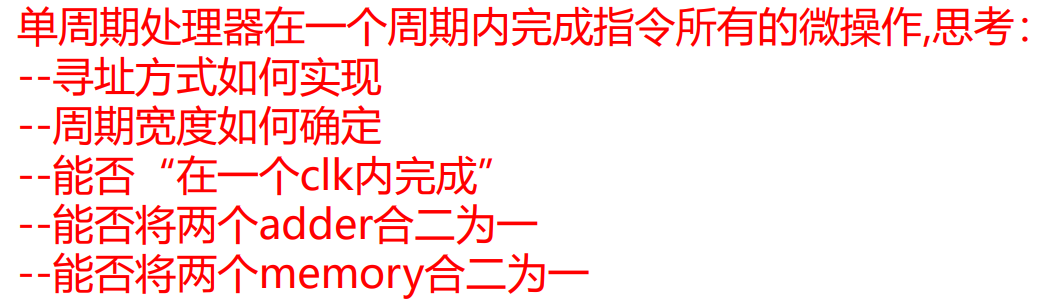 单周期处理器在一个周期内完成指令所有的微操作,思考：
--寻址方式如何实现
--周期宽度如何确定
--能否“在一个clk内完成”
--能否将两个adder合二为一
--能否将两个memory合二为一